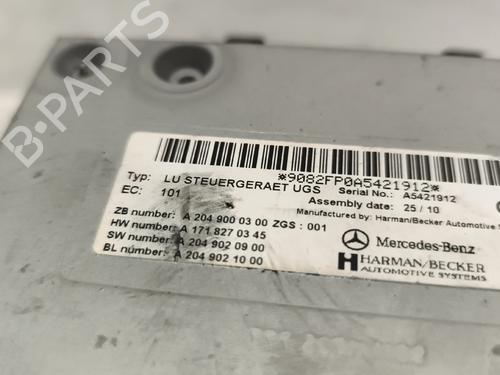 *9082FP0A5421912*
Typ: LU STEUERGERAET UGS
Serial No: A5421912
EC: 101
Assembly date: 25 / 10
Manufactured by: Harman/Becker Automotive
ZB number: A 204 900 03 00 ZGS : 001
HW number: A 171 827 03 45
SW number: A 204 902 09 00
BL number: A 204 902 10 00
Mercedes-Benz
HARMAN/BECKER
AUTOMOTIVE SYSTEMS
B-PARTS